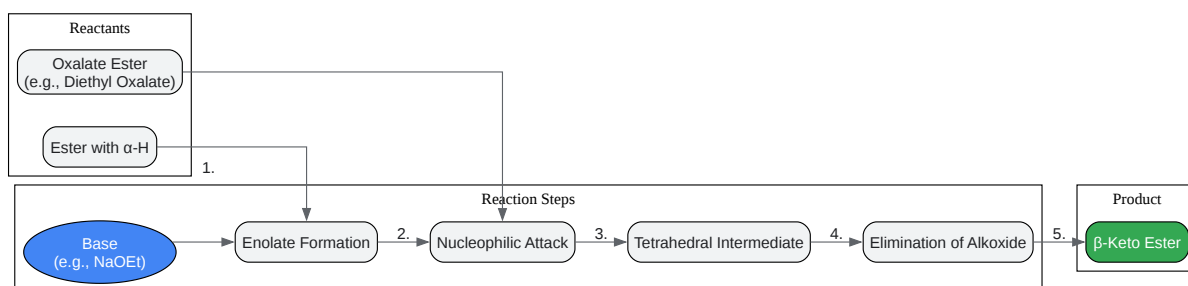 Reactants
Oxalate Ester
(e.g., Diethyl Oxalate)
Ester with α-H
1.
Reaction Steps
Product
Base
(e.g., NaOEt)
Enolate Formation
2.
Nucleophilic Attack
3.
Tetrahedral Intermediate
4.
Elimination of Alkoxide
5.
β-Keto Ester